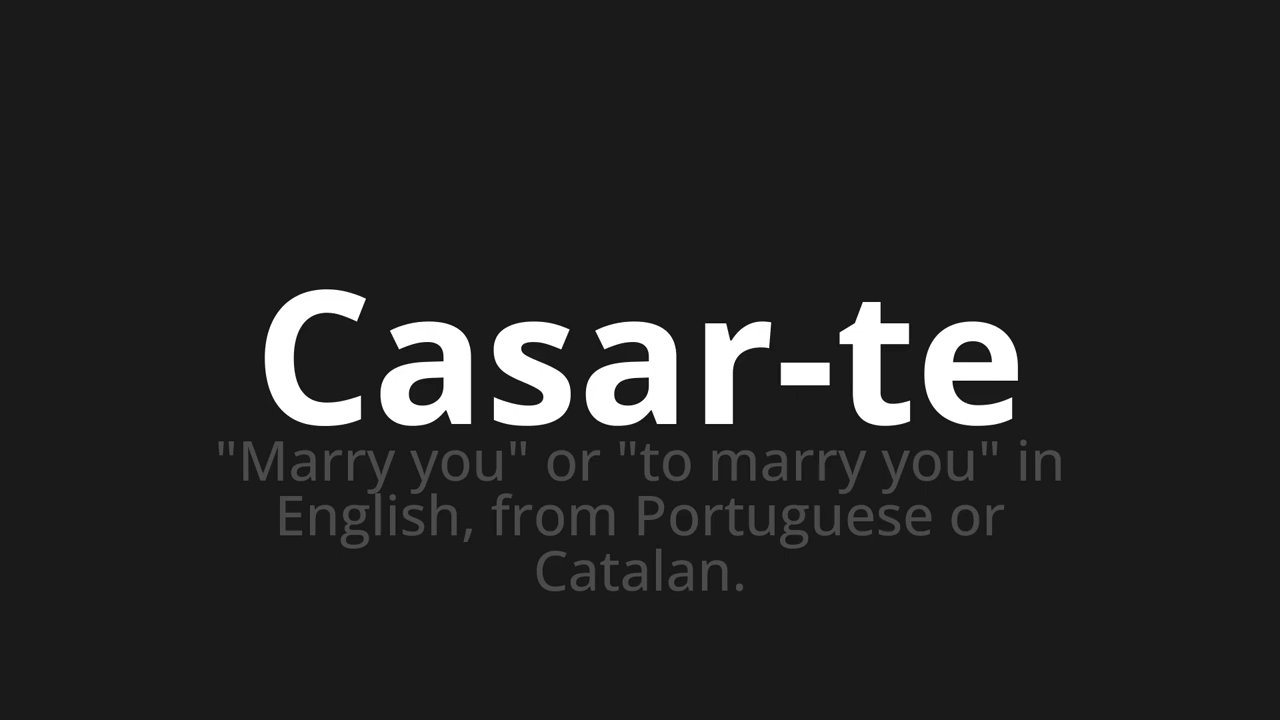 Casar-te
"Marry you" or "to marry you" in
English, from Portuguese or
Catalan.